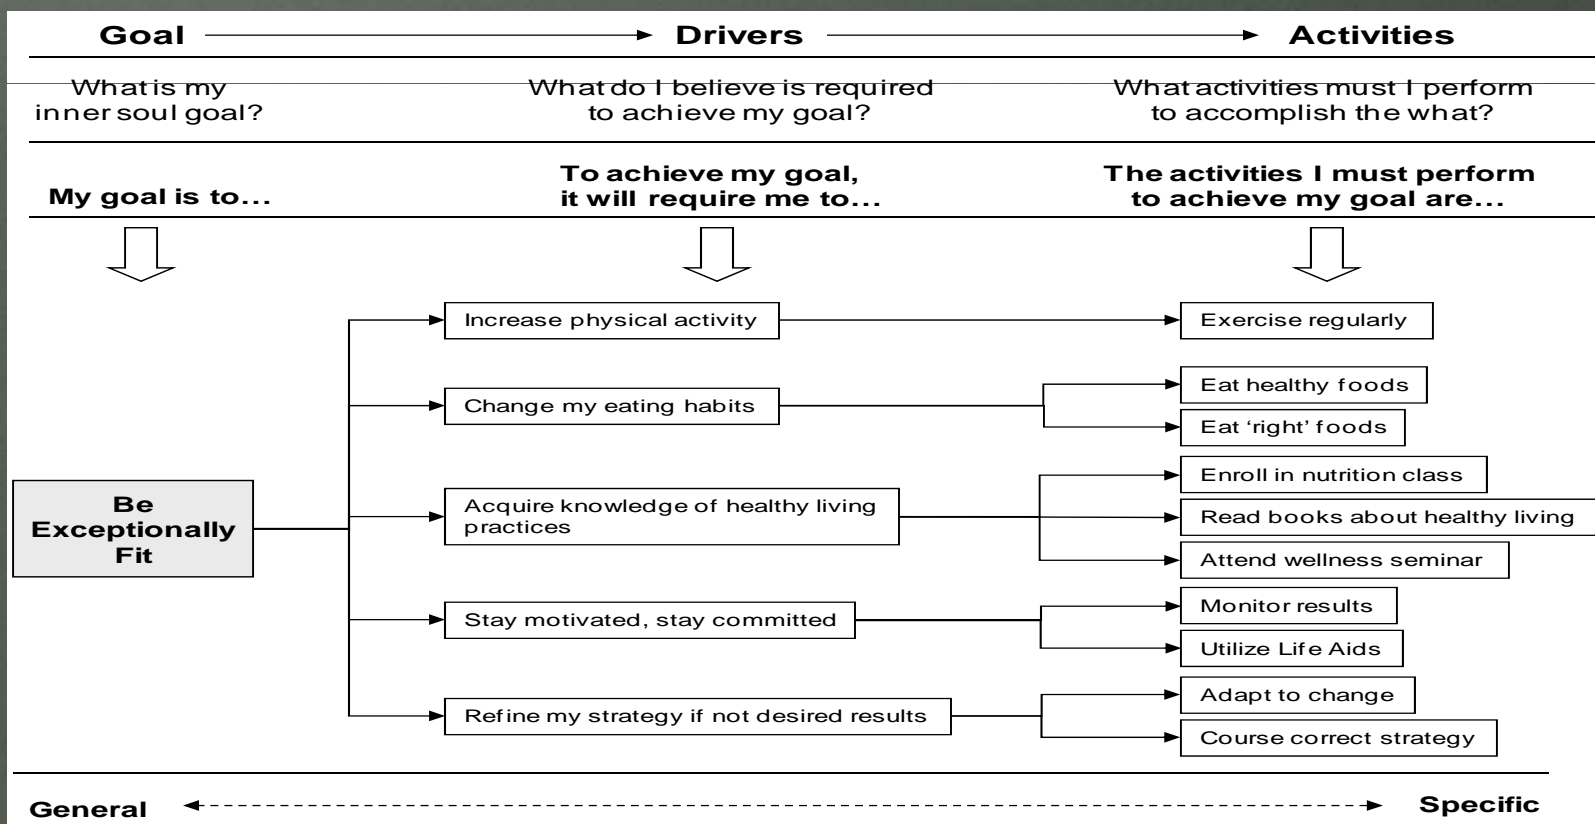 Goal Drivers Activities
What is my What do I believe is required What activities must I perform
inner soul goal? to achieve my goal? to accomplish the what?
To achieve my goal, The activities I must perform
My goal is to... it will require me to... to achieve my goal are...
Increase physical activity Exercise regularly
Eat healthy foods
Change my eating habits
Eat ‘right’ foods
Enroll in nutrition class
Be
Exceptionally
Fit
Acquire knowledge of healthy living
practices
Read books about healthy living
Attend wellness seminar
Monitor results
Stay motivated, stay committed
Utilize Life Aids
Adapt to change
Refine my strategy if not desired results
Course correct strategy
General Specific